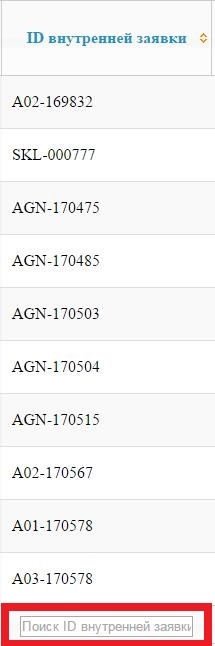 ID внутренней заявки
A02-169832
SKL-000777
AGN-170475
AGN-170485
AGN-170503
AGN-170504
AGN-170515
A02-170567
A01-170578
A03-170578
Поиск ID внутренней заявки